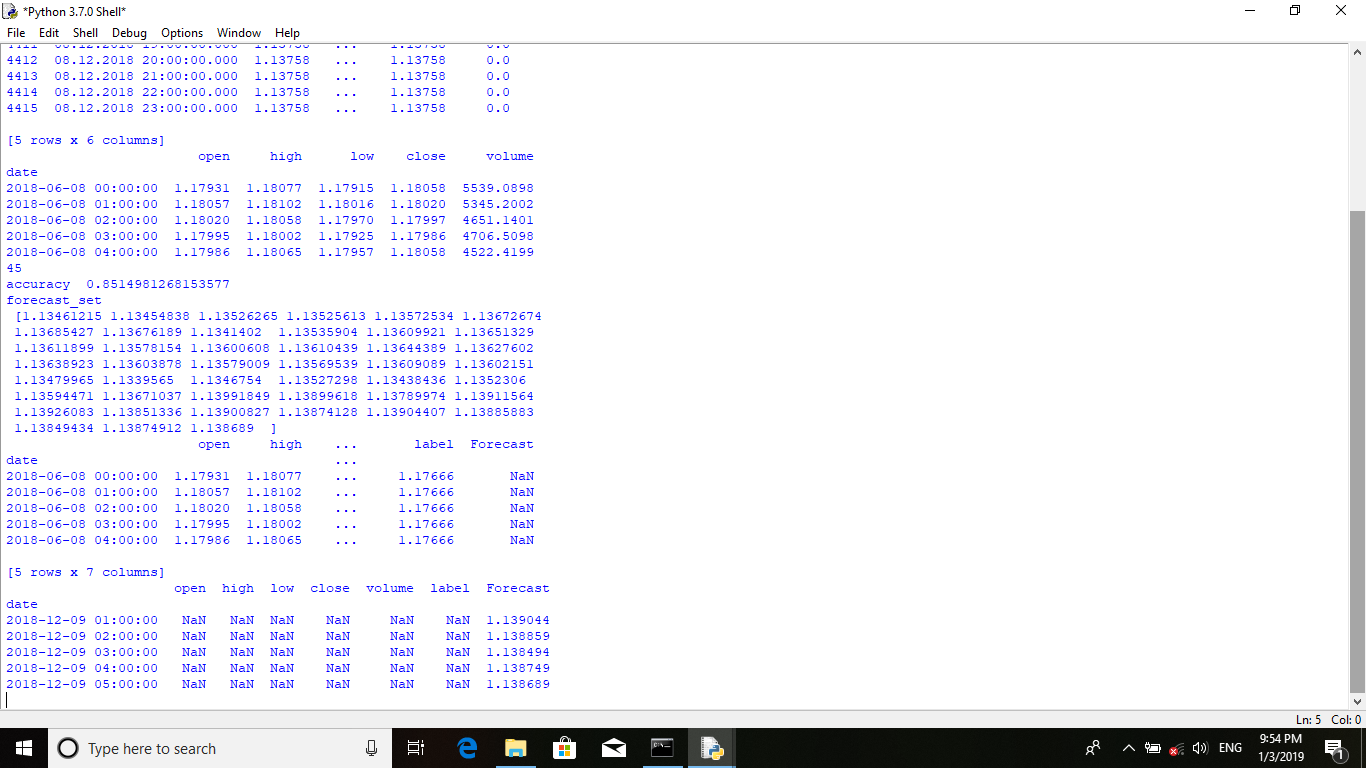 *Python 3.7.0 Shell*
File Edit Shell Debug Options Window Help
4412 08.12.2018 20:00:00.000 1.13758 ... 1.13758 0.0
4413 08.12.2018 21:00:00.000 1.13758 ... 1.13758 0.0
4414 08.12.2018 22:00:00.000 1.13758 ... 1.13758 0.0
4415 08.12.2018 23:00:00.000 1.13758 ... 1.13758 0.0
[5 rows x 6 columns]
open high low close volume
date
2018-06-08 00:00:00 1.17931 1.18077 1.17915 1.18058 5539.0898
2018-06-08 01:00:00 1.18057 1.18102 1.18016 1.18020 5345.2002
2018-06-08 02:00:00 1.18020 1.18058 1.17970 1.17997 4651.1401
2018-06-08 03:00:00 1.17995 1.18002 1.17925 1.17986 4706.5098
2018-06-08 04:00:00 1.17986 1.18065 1.17957 1.18058 4522.4199
45
accuracy 0.8514981268153577
forecast_set
[1.13461215 1.13454838 1.13526265 1.13525613 1.13572534 1.13672674
1.13685427 1.13676189 1.1341402 1.13535904 1.13609921 1.13651329
1.13611899 1.13578154 1.13600608 1.13610439 1.13644389 1.13627602
1.13638923 1.13603878 1.13579009 1.13569539 1.13609089 1.13602151
1.13479965 1.1339565 1.1346754 1.13527298 1.13438436 1.1352306
1.13594471 1.13671037 1.13991849 1.13899618 1.13789974 1.13911564
1.13926083 1.13851336 1.13900827 1.13874128 1.13904407 1.13885883
1.13849434 1.13874912 1.138689 ]
open high ... label Forecast
date ...
2018-06-08 00:00:00 1.17931 1.18077 ... 1.17666 NaN
2018-06-08 01:00:00 1.18057 1.18102 ... 1.17666 NaN
2018-06-08 02:00:00 1.18020 1.18058 ... 1.17666 NaN
2018-06-08 03:00:00 1.17995 1.18002 ... 1.17666 NaN
2018-06-08 04:00:00 1.17986 1.18065 ... 1.17666 NaN
[5 rows x 7 columns]
open high low close volume label Forecast
date
2018-12-09 01:00:00 NaN NaN NaN NaN NaN NaN 1.139044
2018-12-09 02:00:00 NaN NaN NaN NaN NaN NaN 1.138859
2018-12-09 03:00:00 NaN NaN NaN NaN NaN NaN 1.138494
2018-12-09 04:00:00 NaN NaN NaN NaN NaN NaN 1.138749
2018-12-09 05:00:00 NaN NaN NaN NaN NaN NaN 1.138689
Ln: 5 Col: 0
Type here to search
ENG
9:54 PM
1/3/2019
1